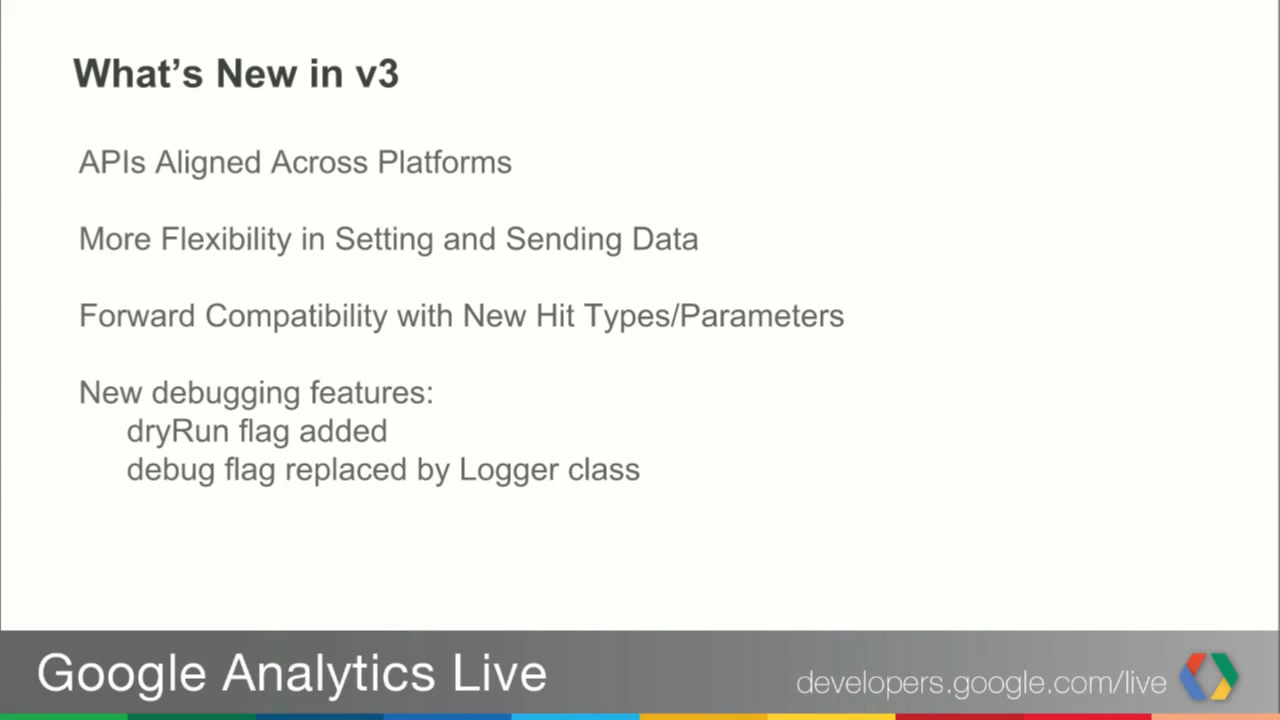 What's New in v3
APIs Aligned Across Platforms
More Flexibility in Setting and Sending Data
Forward Compatibility with New Hit Types/Parameters
New debugging features:
dryRun flag added
debug flag replaced by Logger class
Google Analytics Live
developers.google.com/live